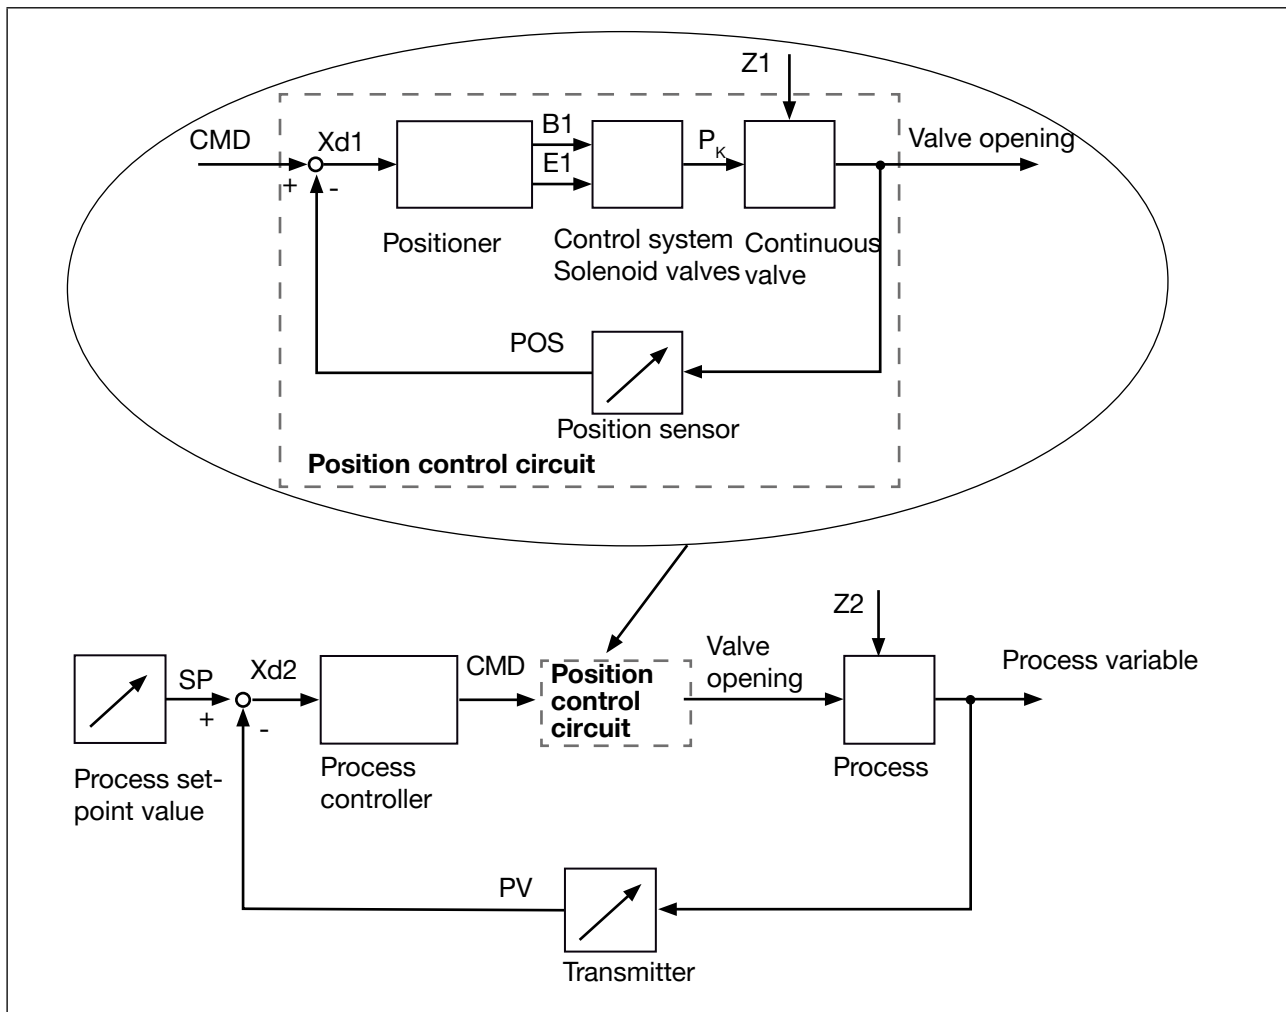 Z1
CMD
Xd1
B1
E1
PK
Valve opening
+
-
Positioner
Control system
Solenoid valves
Continuous
valve
POS
Position sensor
Position control circuit
Z2
SP
Xd2
CMD
Position
control
circuit
Valve
opening
Process variable
+
-
Process set-
point value
Process
controller
Process
PV
Transmitter